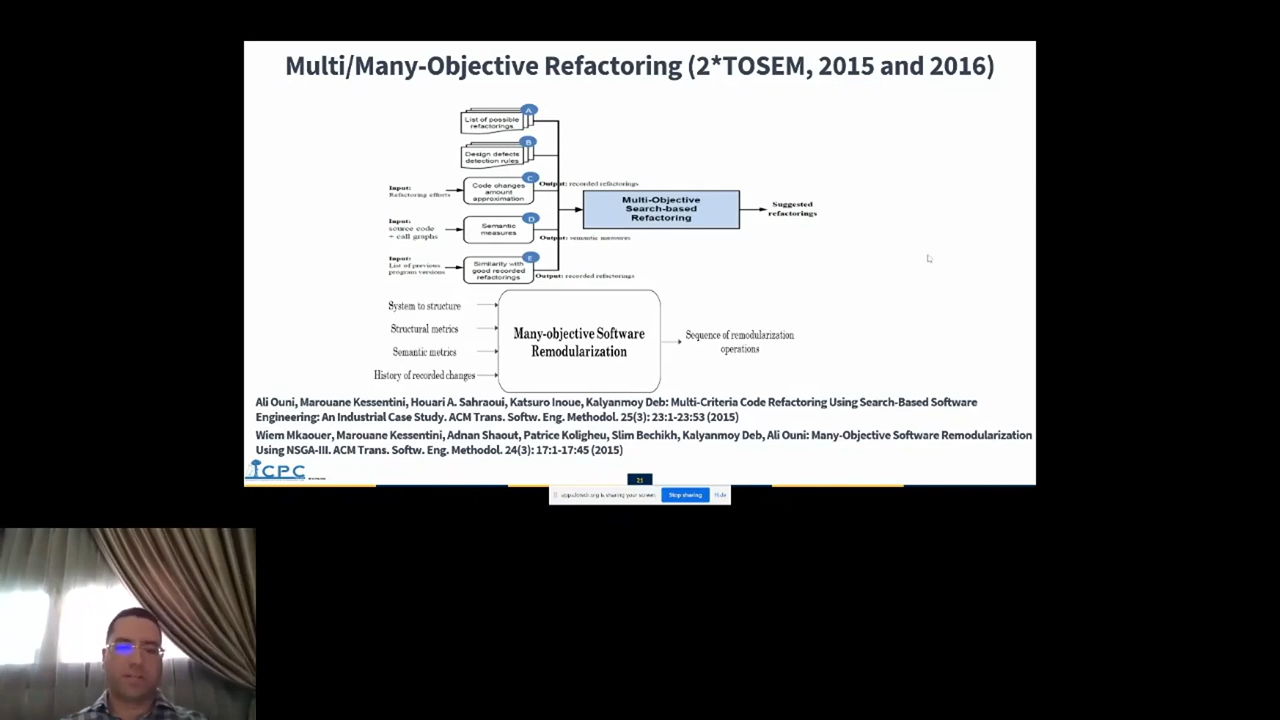 Multi/Many-Objective Refactoring (2*TOSEM, 2015 and 2016)
A
List of possible
refactorings
B
Design defects
detection rules
Input:
Refactoring efforts
C
Code changes
amount
approximation
Output: recorded refactorings
Multi-Objective
Search-based
Refactoring
Suggested
refactorings
Input:
source code
+ call graphs
D
Semantic
measures
Output: semantic measures
Input:
List of previous
program versions
E
Similarity with
good recorded
refactorings
Output: recorded refactorings
System to structure
Structural metrics
Semantic metrics
History of recorded changes
Many-objective Software
Remodularization
Sequence of remodularization
operations
Ali Ouni, Marouane Kessentini, Houari A. Sahraoui, Katsuro Inoue, Kalyanmoy Deb: Multi-Criteria Code Refactoring Using Search-Based Software
Engineering: An Industrial Case Study. ACM Trans. Softw. Eng. Methodol. 25(3): 23:1-23:53 (2015)
Wiem Mkaouer, Marouane Kessentini, Adnan Shaout, Patrice Koligheu, Slim Bechikh, Kalyanmoy Deb, Ali Ouni: Many-Objective Software Remodularization
Using NSGA-III. ACM Trans. Softw. Eng. Methodol. 24(3): 17:1-17:45 (2015)
ICPC
21
is sharing your screen.
Stop sharing
Hide